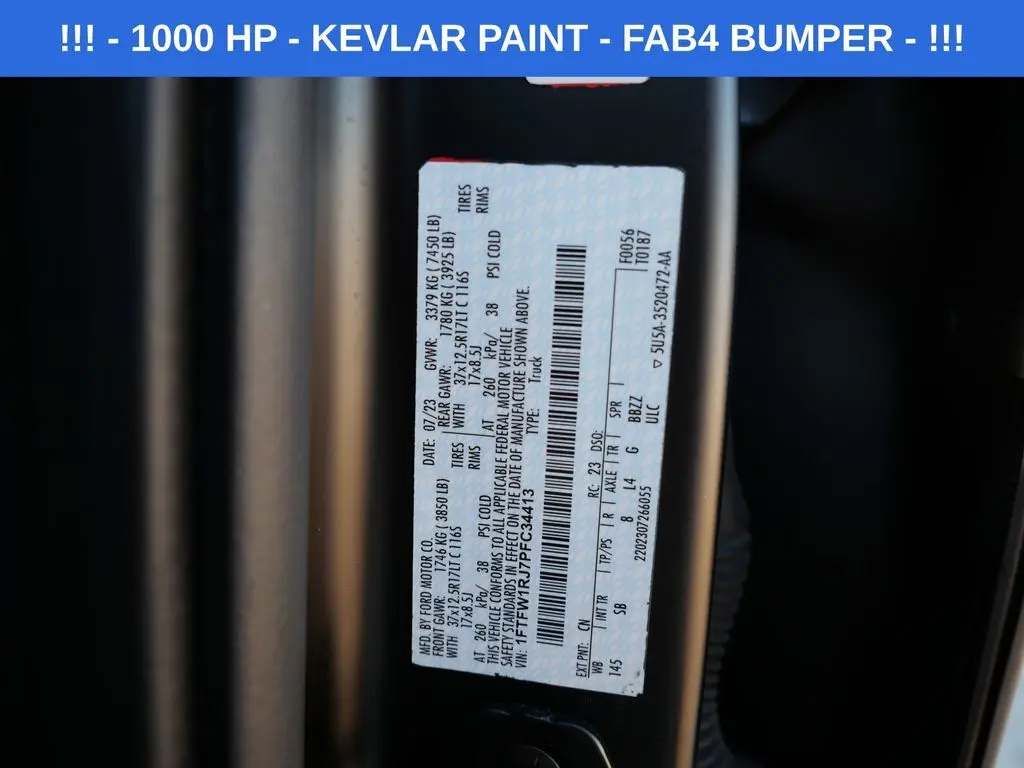 !!! - 1000 HP - KEVLAR PAINT - FAB4 BUMPER - !!!
MFD. BY FORD MOTOR CO.
DATE: 07/23 GVWR: 3379 KG ( 7450 LB)
FRONT GAWR: 1746 KG ( 3850 LB)
REAR GAWR: 1780 KG ( 3925 LB)
WITH 37x12.5R17LT C 116S TIRES
WITH 37x12.5R17LT C 116S TIRES
17x8.5J RIMS
17x8.5J RIMS
AT 260 kPa/ 38 PSI COLD
AT 260 kPa/ 38 PSI COLD
THIS VEHICLE CONFORMS TO ALL APPLICABLE FEDERAL MOTOR VEHICLE
SAFETY STANDARDS IN EFFECT ON THE DATE OF MANUFACTURE SHOWN ABOVE.
VIN: 1FTFW1RJ7PFC34413 TYPE: Truck
EXT PNT: CN RC: 23 DSO: F0056
WB INT TR TP/PS R AXLE TR SPR T0187
145 SB 8 L4 G BBZZ
2202307266055 ULC ▽ 5U5A-3520472-AA